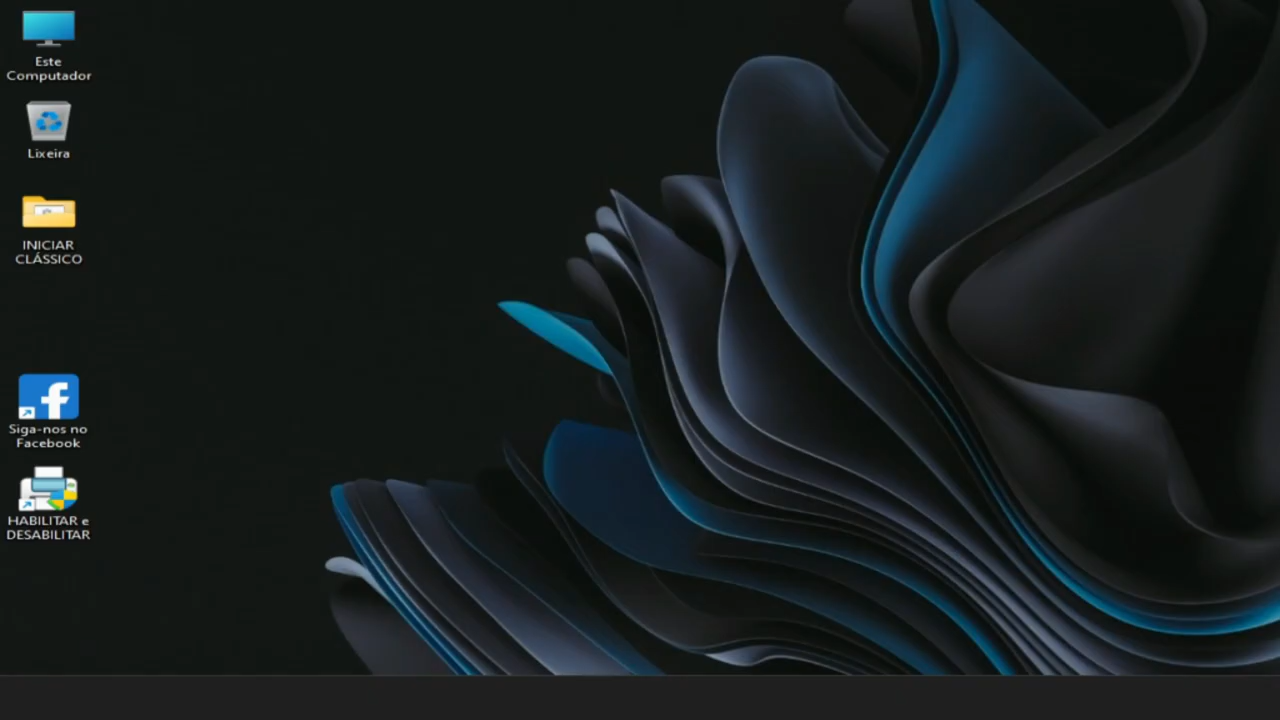 Este
Computador
Lixeira
INICIAR
CLÁSSICO
Siga-nos no
Facebook
HABILITAR e
DESABILITAR